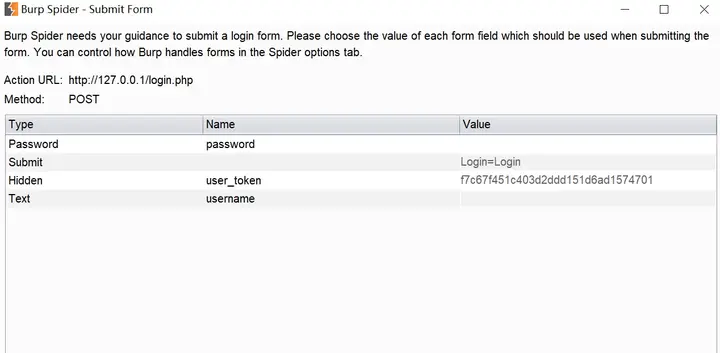 Burp Spider - Submit Form
Burp Spider needs your guidance to submit a login form. Please choose the value of each form field which should be used when submitting the
form. You can control how Burp handles forms in the Spider options tab.
Action URL: http://127.0.0.1/login.php
Method: POST
Type Name Value
Password password
Submit Login=Login
Hidden user_token f7c67f451c403d2ddd151d6ad1574701
Text username